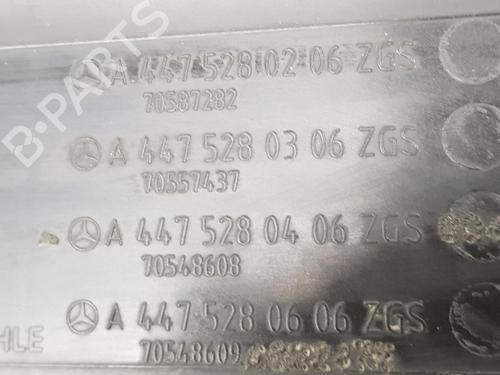 A 447 528 02 06 ZGS
70587282
A 447 528 03 06 ZGS
70557437
A 447 528 04 06 ZGS
70548608
A 447 528 06 06 ZGS
70548609
HLE
B-PARTS